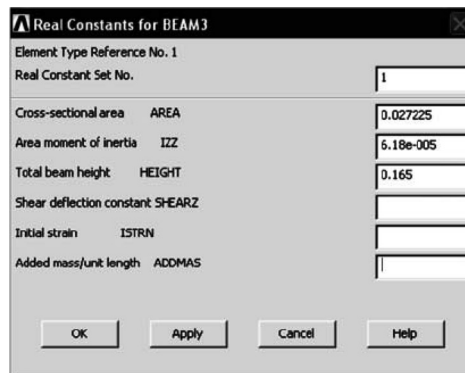 Real Constants for BEAM3
Element Type Reference No. 1
Real Constant Set No. 1
Cross-sectional area AREA 0.027225
Area moment of inertia IZZ 6.18e-005
Total beam height HEIGHT 0.165
Shear deflection constant SHEARZ
Initial strain ISTRN
Added mass/unit length ADDMAS
OK Apply Cancel Help